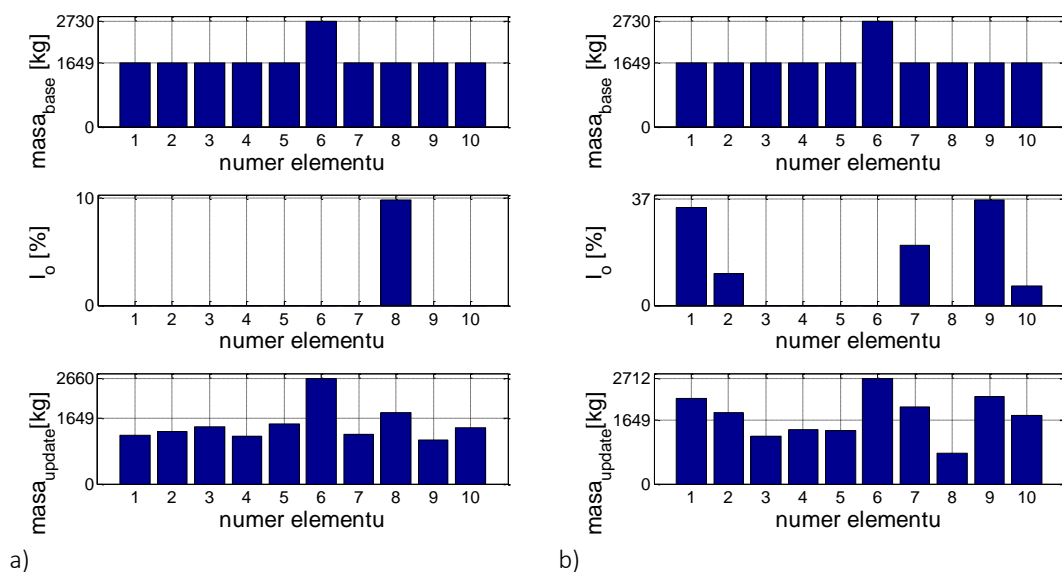 2730
1649
0
masa_base [kg]
1 2 3 4 5 6 7 8 9 10
numer elementu
10
0
I_o [%]
1 2 3 4 5 6 7 8 9 10
numer elementu
2660
1649
0
masa_update [kg]
1 2 3 4 5 6 7 8 9 10
numer elementu
a)
2730
1649
0
masa_base [kg]
1 2 3 4 5 6 7 8 9 10
numer elementu
37
0
I_o [%]
1 2 3 4 5 6 7 8 9 10
numer elementu
2712
1649
0
masa_update [kg]
1 2 3 4 5 6 7 8 9 10
numer elementu
b)